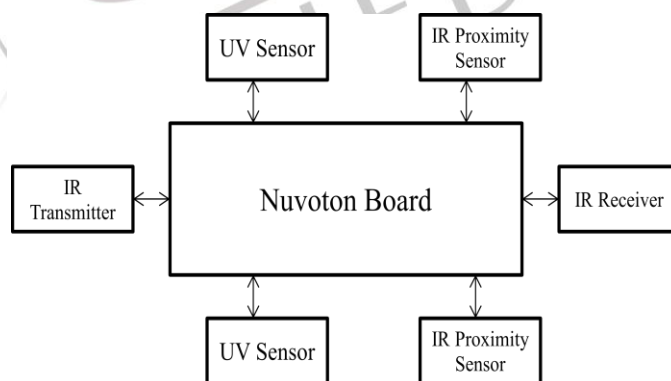 UV Sensor
IR Proximity
Sensor
IR
Transmitter
Nuvoton Board
IR Receiver
UV Sensor
IR Proximity
Sensor